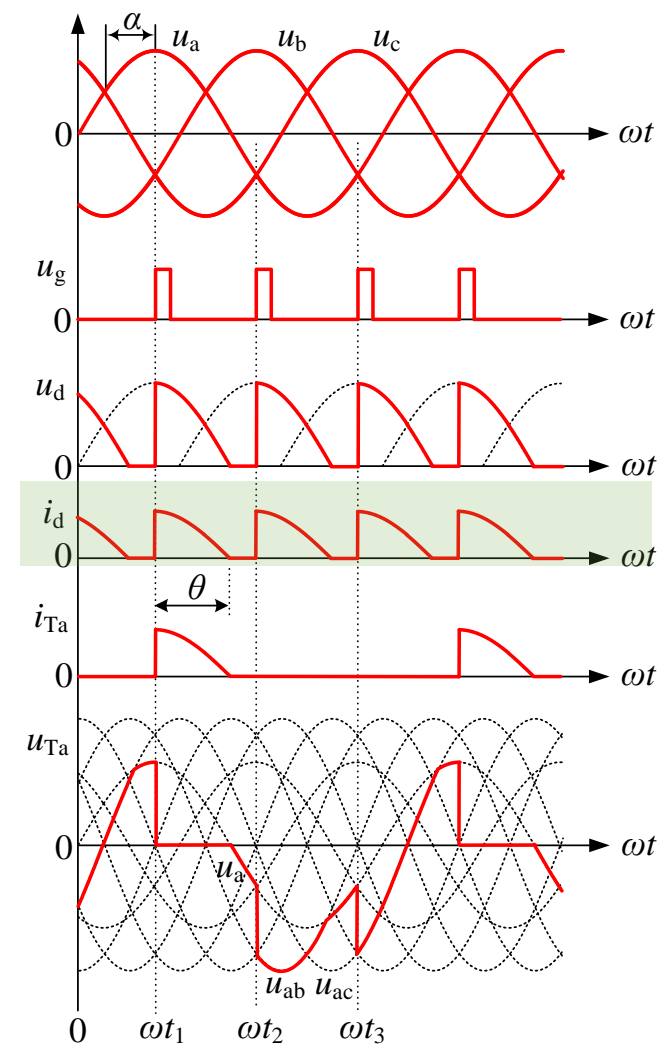 α
u_a u_b u_c
0 ωt
u_g
0 ωt
u_d
0 ωt
i_d
0 ωt
θ
i_Ta
0 ωt
u_Ta
0 ωt
u_a
u_ab u_ac
0 ωt_1 ωt_2 ωt_3